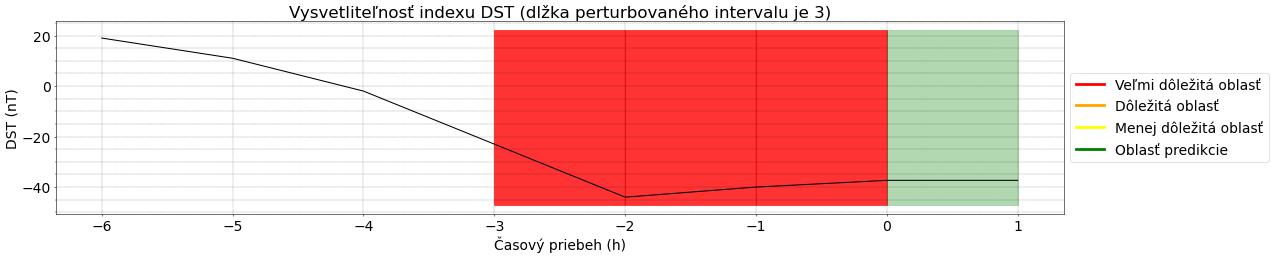 Vysvetliteľnosť indexu DST (dĺžka perturbovaného intervalu je 3)
20
0
−20
−40
DST (nT)
−6 −5 −4 −3 −2 −1 0 1
Časový priebeh (h)
Veľmi dôležitá oblasť
Dôležitá oblasť
Menej dôležitá oblasť
Oblasť predikcie